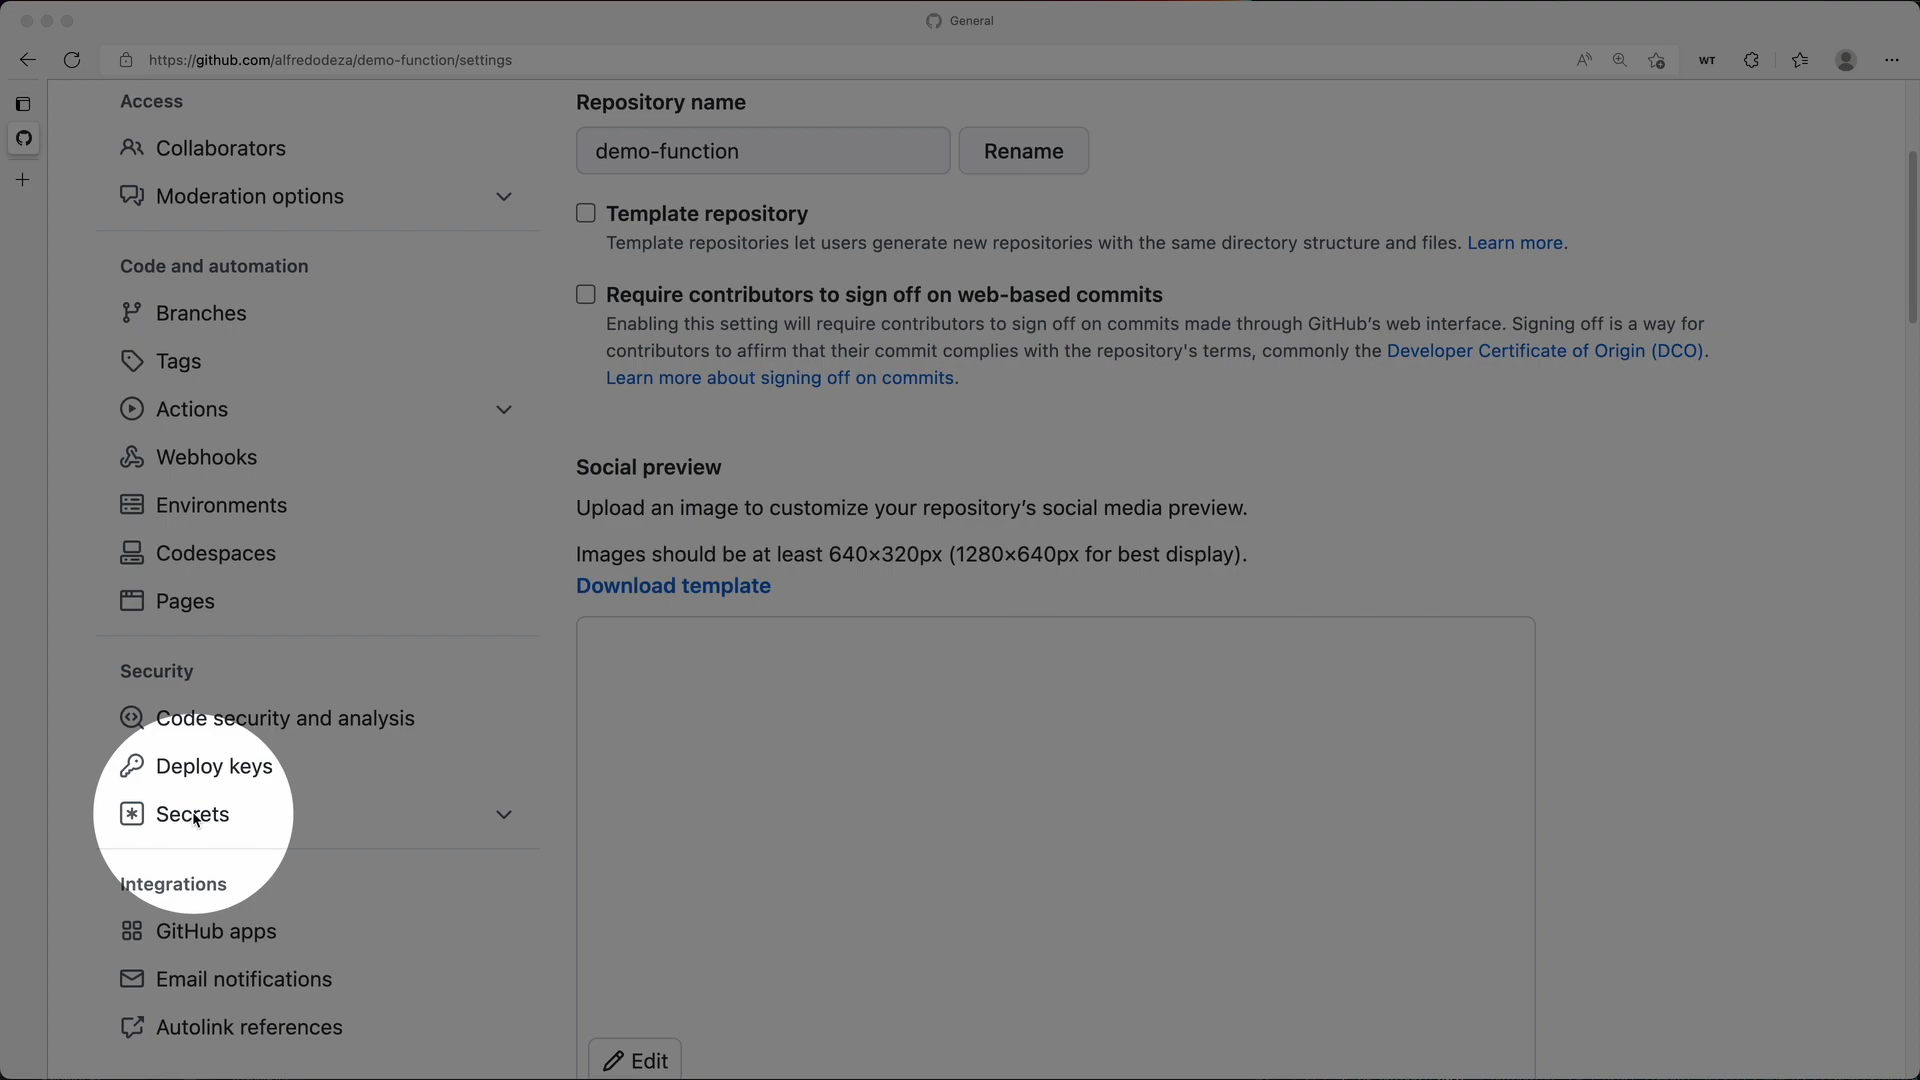 General
https://github.com/alfredodeza/demo-function/settings
WT
Access
Collaborators
Moderation options
Code and automation
Branches
Tags
Actions
Webhooks
Environments
Codespaces
Pages
Security
Code security and analysis
Deploy keys
Secrets
Integrations
GitHub apps
Email notifications
Autolink references
Repository name
demo-function
Rename
Template repository
Template repositories let users generate new repositories with the same directory structure and files. Learn more.
Require contributors to sign off on web-based commits
Enabling this setting will require contributors to sign off on commits made through GitHub’s web interface. Signing off is a way for
contributors to affirm that their commit complies with the repository's terms, commonly the Developer Certificate of Origin (DCO).
Learn more about signing off on commits.
Social preview
Upload an image to customize your repository’s social media preview.
Images should be at least 640×320px (1280×640px for best display).
Download template
Edit